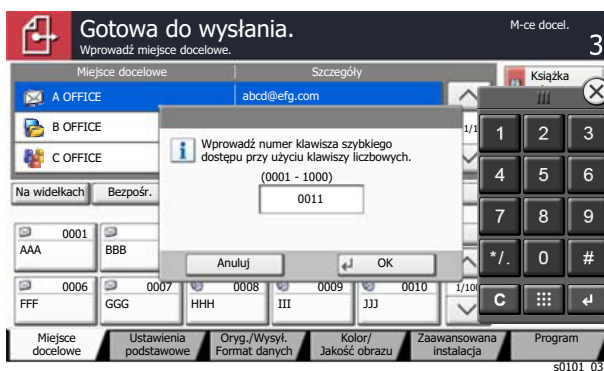 Gotowa do wysłania.
M-ce docel.
Wprowadź miejsce docelowe.
3
Miejsce docelowe
Szczegóły
Książka
A OFFICE
abcd@efg.com
B OFFICE
1/1
C OFFICE
Wprowadź numer klawisza szybkiego
dostępu przy użyciu klawiszy liczbowych.
(0001 - 1000)
0011
Anuluj
OK
Na widełkach
Bezpośr.
0001
AAA
BBB
0006
0007
0008
0009
0010
1/100
FFF
GGG
HHH
III
JJJ
1
2
3
4
5
6
7
8
9
*/.
0
#
C
Miejsce
docelowe
Ustawienia
podstawowe
Oryg./Wysył.
Format danych
Kolor/
Jakość obrazu
Zaawansowana
instalacja
Program
s0101_03